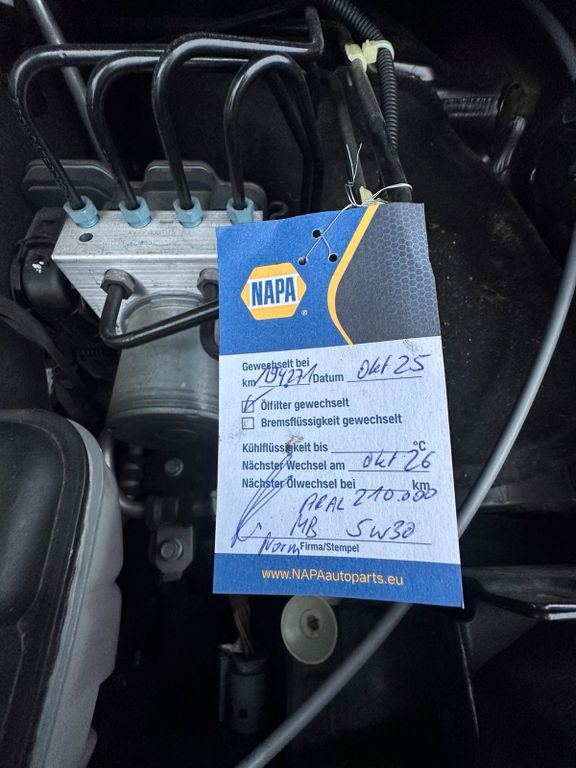 NAPA
®
Gewechselt bei
km 194271 Datum Okt 25
Ölfilter gewechselt
Bremsflüssigkeit gewechselt
Kühlflüssigkeit bis °C
Nächster Wechsel am Okt 26
Nächster Ölwechsel bei km
ARAL 210.000
MB 5W30
Norm Firma/Stempel
www.NAPAautoparts.eu